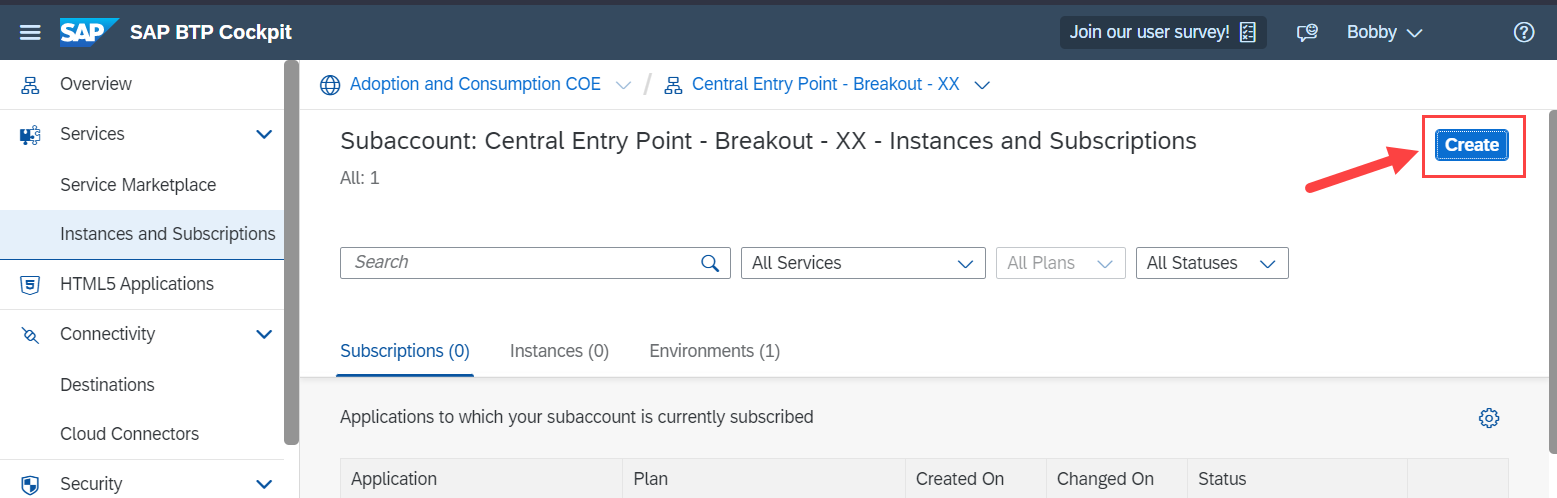 SAP SAP BTP Cockpit Join our user survey! Bobby
Overview
Services
Service Marketplace
Instances and Subscriptions
5 HTML5 Applications
Connectivity
Destinations
Cloud Connectors
Security
Adoption and Consumption COE / Central Entry Point - Breakout - XX
Subaccount: Central Entry Point - Breakout - XX - Instances and Subscriptions
Create
All: 1
Search All Services All Plans All Statuses
Subscriptions (0) Instances (0) Environments (1)
Applications to which your subaccount is currently subscribed
Application Plan Created On Changed On Status